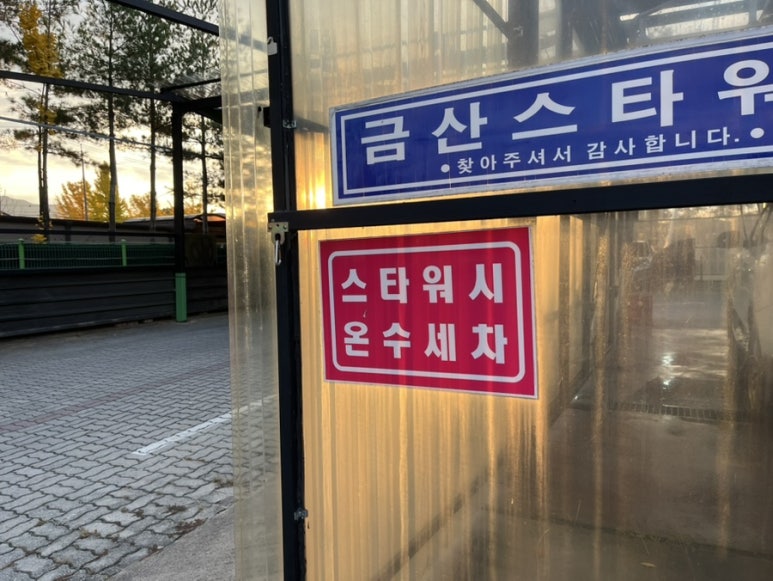 금산스타워
•찾아주셔서 감사합니다.•
스타워시
온수세차